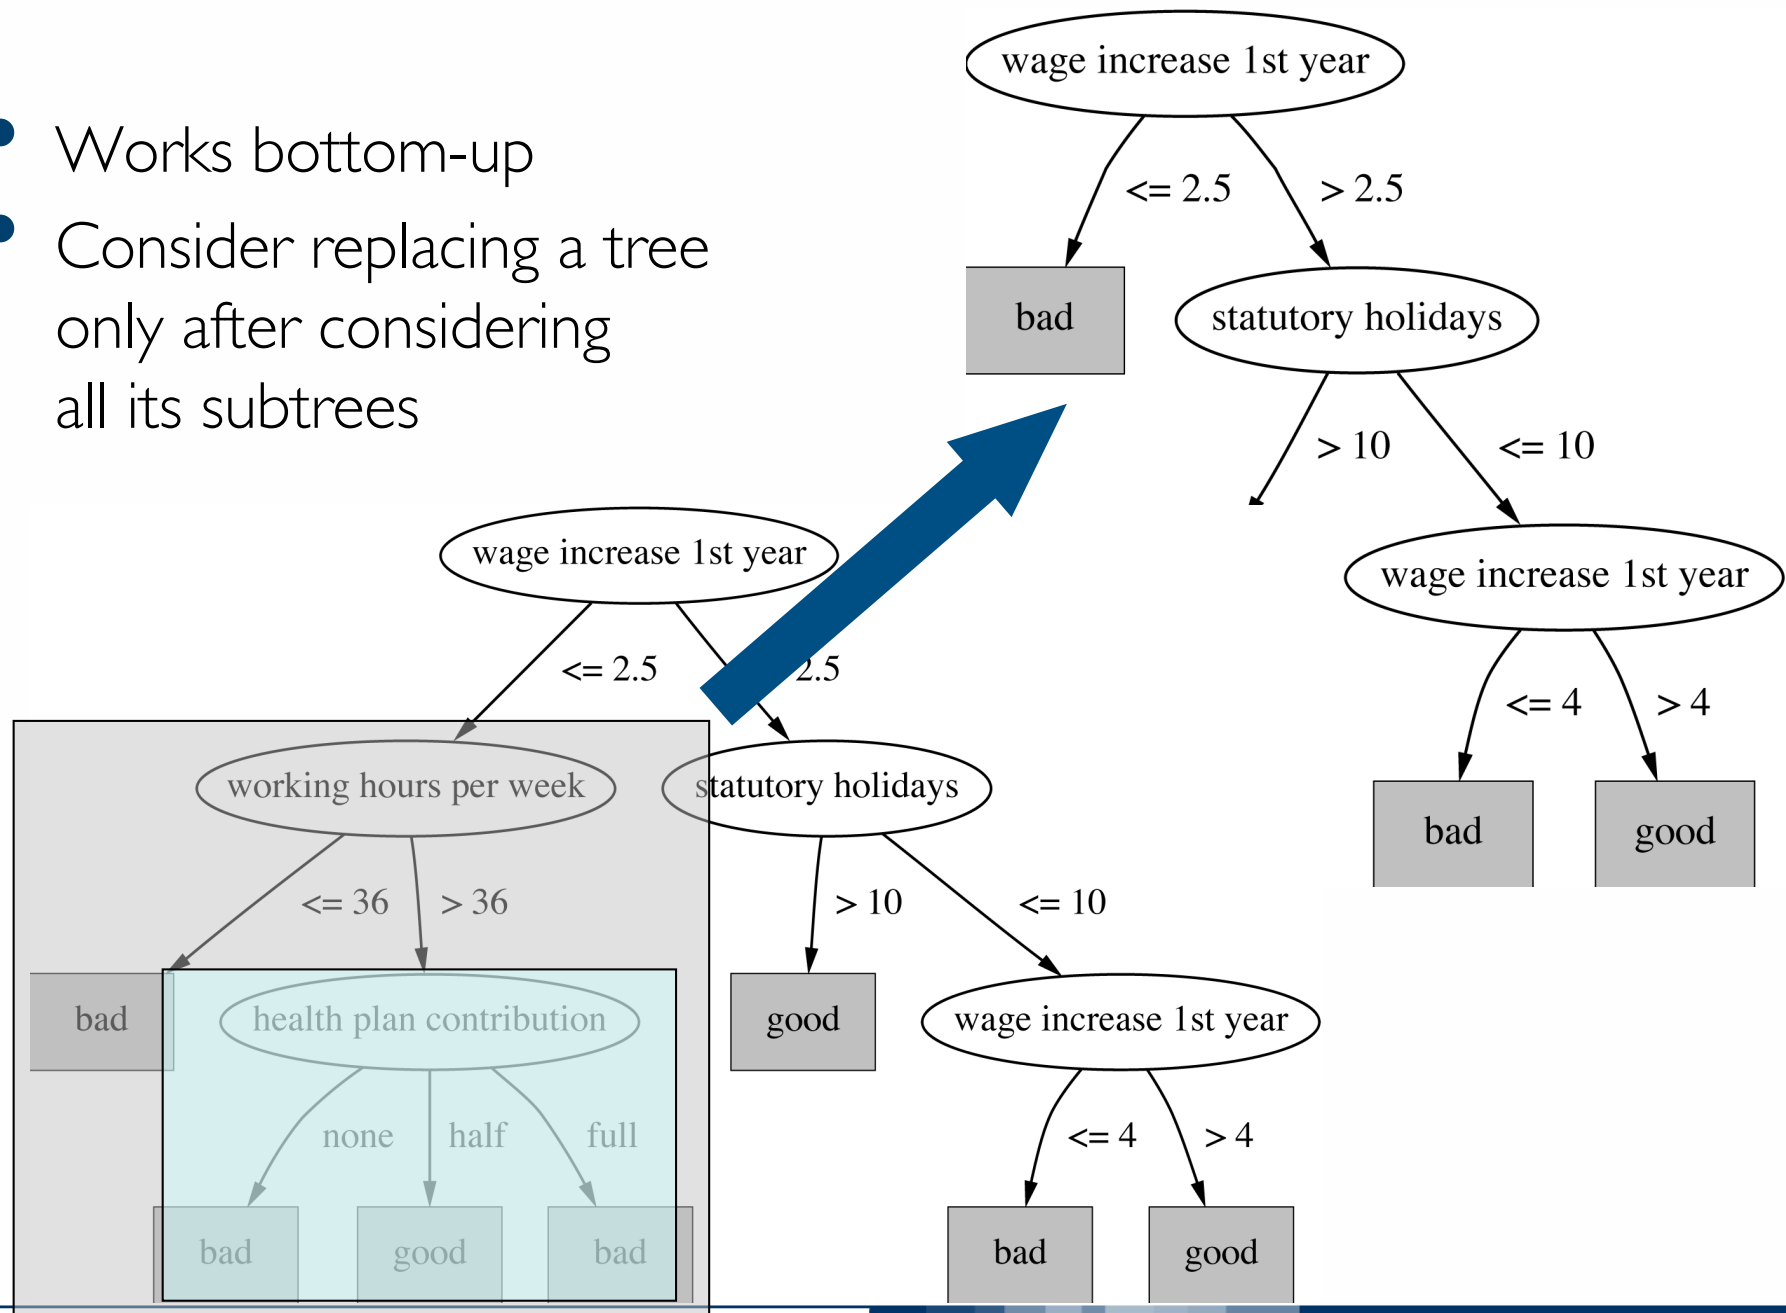 Works bottom-up
Consider replacing a tree
only after considering
all its subtrees
wage increase 1st year
<= 2.5
> 2.5
bad
statutory holidays
> 10
<= 10
wage increase 1st year
<= 4
> 4
bad
good
wage increase 1st year
<= 2.5
2.5
working hours per week
statutory holidays
<= 36
> 36
> 10
<= 10
bad
health plan contribution
good
wage increase 1st year
none
half
full
<= 4
> 4
bad
good
bad
bad
good